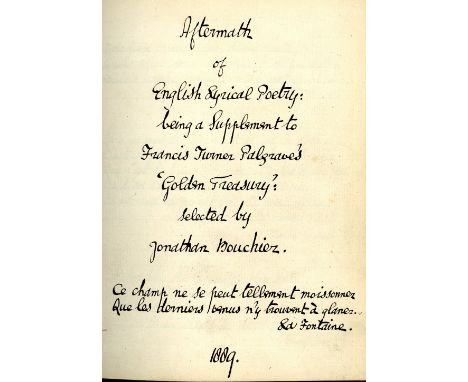 Aftermath
of
English Lyrical Poetry:
being a Supplement to
Francis Turner Palgrave's
"Golden Treasury":
selected by
Jonathan Bouchier.
Ce champ ne se peut tellement moissonner
Que les derniers venus n'y trouvent à glaner.
La Fontaine.
1889.